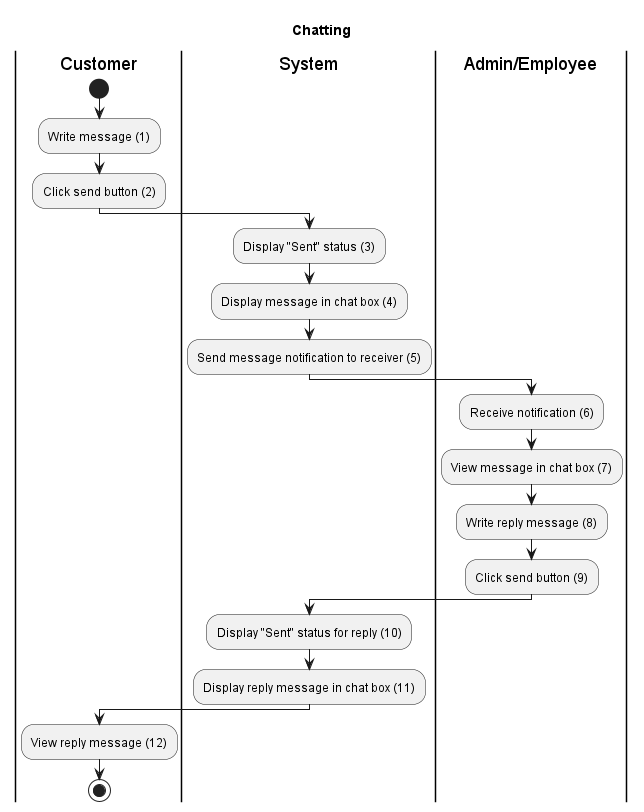 Chatting
Customer
System
Admin/Employee
Write message (1)
Click send button (2)
Display "Sent" status (3)
Display message in chat box (4)
Send message notification to receiver (5)
Receive notification (6)
View message in chat box (7)
Write reply message (8)
Click send button (9)
Display "Sent" status for reply (10)
Display reply message in chat box (11)
View reply message (12)